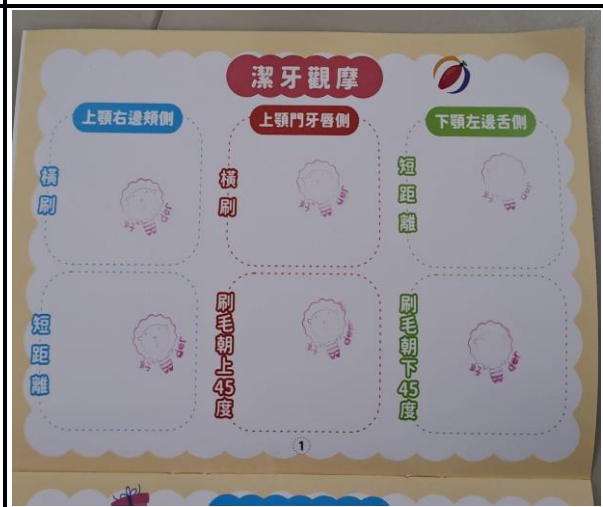 潔牙觀摩
上顎右邊頰側
上顎門牙唇側
下顎左邊舌側
橫刷
橫刷
短距離
短距離
刷毛朝上45度
刷毛朝下45度
1